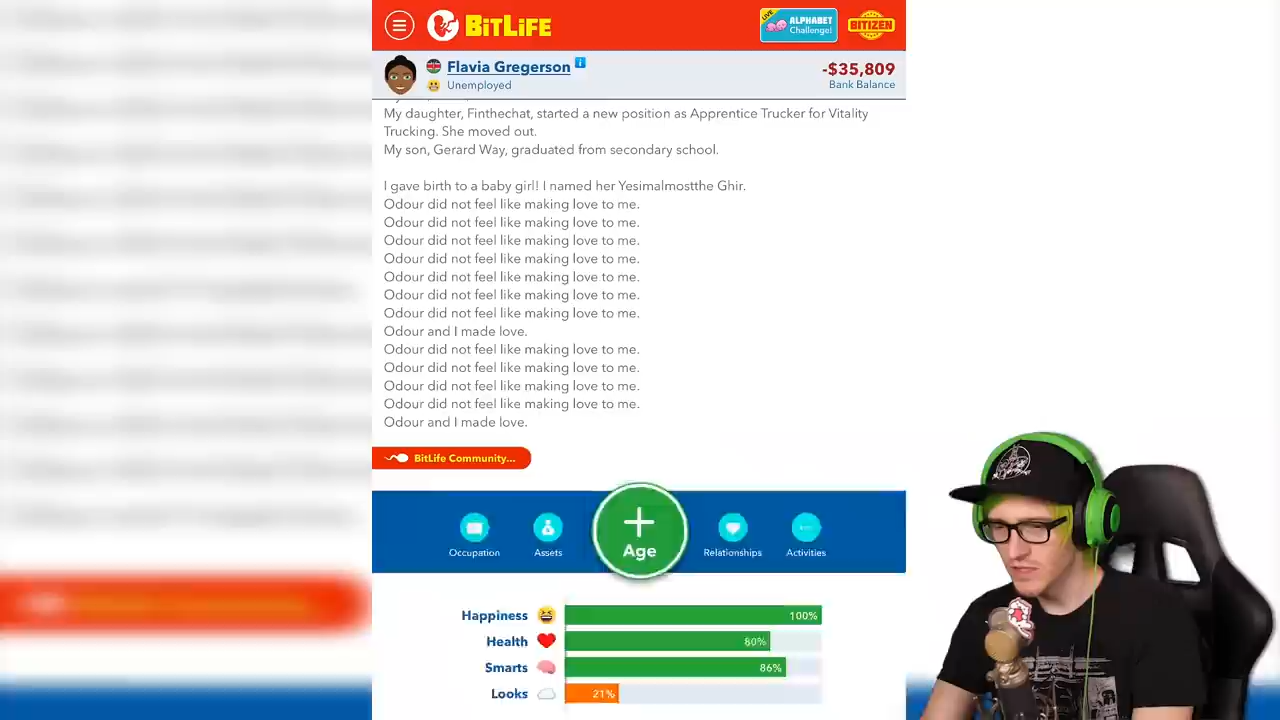 BITLIFE
LIVE
ALPHABET
Challenge!
BITIZEN
Flavia Gregerson
-$35,809
Unemployed
Bank Balance
My daughter, Finthechat, started a new position as Apprentice Trucker for Vitality
Trucking. She moved out.
My son, Gerard Way, graduated from secondary school.
I gave birth to a baby girl! I named her Yesimalmostthe Ghir.
Odour did not feel like making love to me.
Odour did not feel like making love to me.
Odour did not feel like making love to me.
Odour did not feel like making love to me.
Odour did not feel like making love to me.
Odour did not feel like making love to me.
Odour did not feel like making love to me.
Odour and I made love.
Odour did not feel like making love to me.
Odour did not feel like making love to me.
Odour did not feel like making love to me.
Odour did not feel like making love to me.
Odour and I made love.
BitLife Community...
Occupation
Assets
+
Age
Relationships
Activities
Happiness 100%
Health 80%
Smarts 86%
Looks 21%